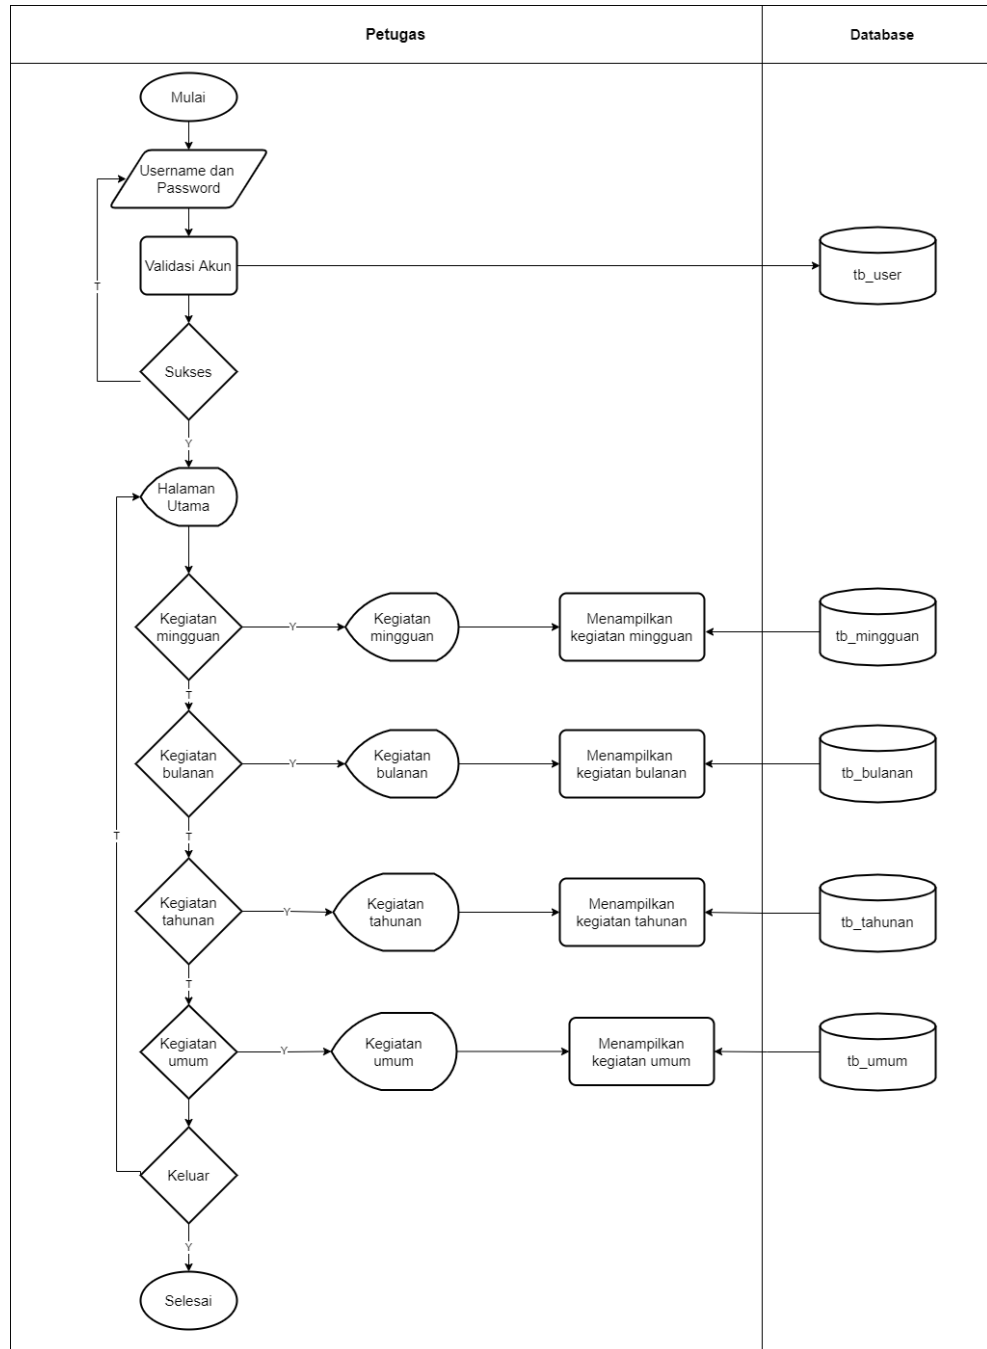 Petugas
Database
Mulai
Username dan
Password
Validasi Akun
tb_user
T
Sukses
Y
Halaman
Utama
Kegiatan
mingguan
Y
Kegiatan
mingguan
Menampilkan
kegiatan mingguan
tb_mingguan
T
Kegiatan
bulanan
Y
Kegiatan
bulanan
Menampilkan
kegiatan bulanan
tb_bulanan
T
T
Kegiatan
tahunan
Y
Kegiatan
tahunan
Menampilkan
kegiatan tahunan
tb_tahunan
T
Kegiatan
umum
Y
Kegiatan
umum
Menampilkan
kegiatan umum
tb_umum
Keluar
Y
Selesai